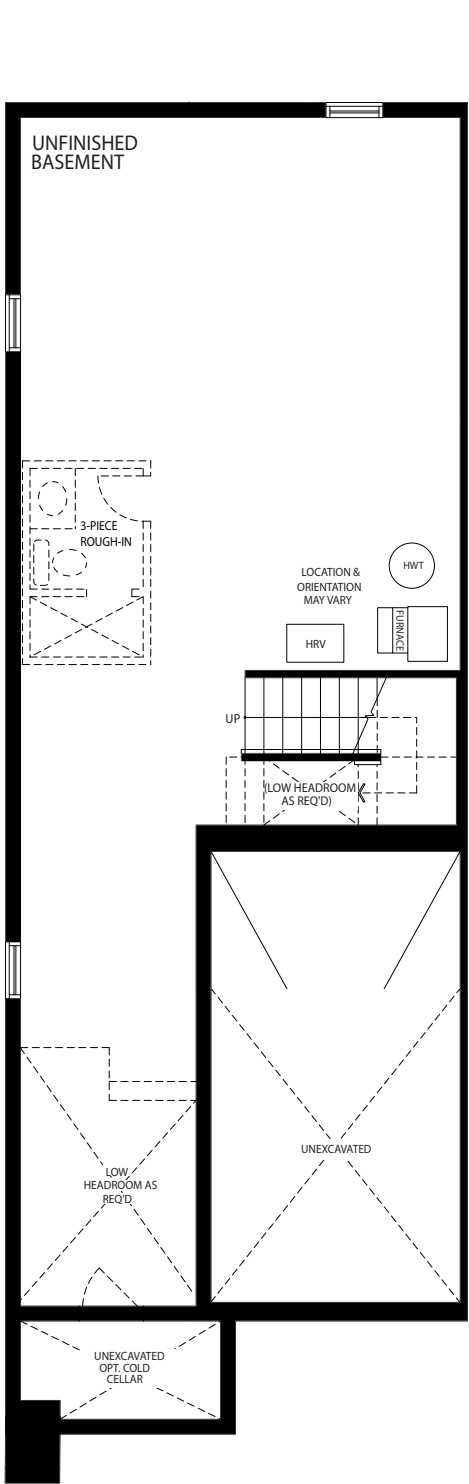 UNFINISHED
BASEMENT
3-PIECE
ROUGH-IN
LOCATION &
ORIENTATION
MAY VARY
HWT
FURNACE
HRV
UP
(LOW HEADROOM
AS REQ'D)
UNEXCAVATED
LOW
HEADROOM AS
REQ'D
UNEXCAVATED
OPT. COLD
CELLAR